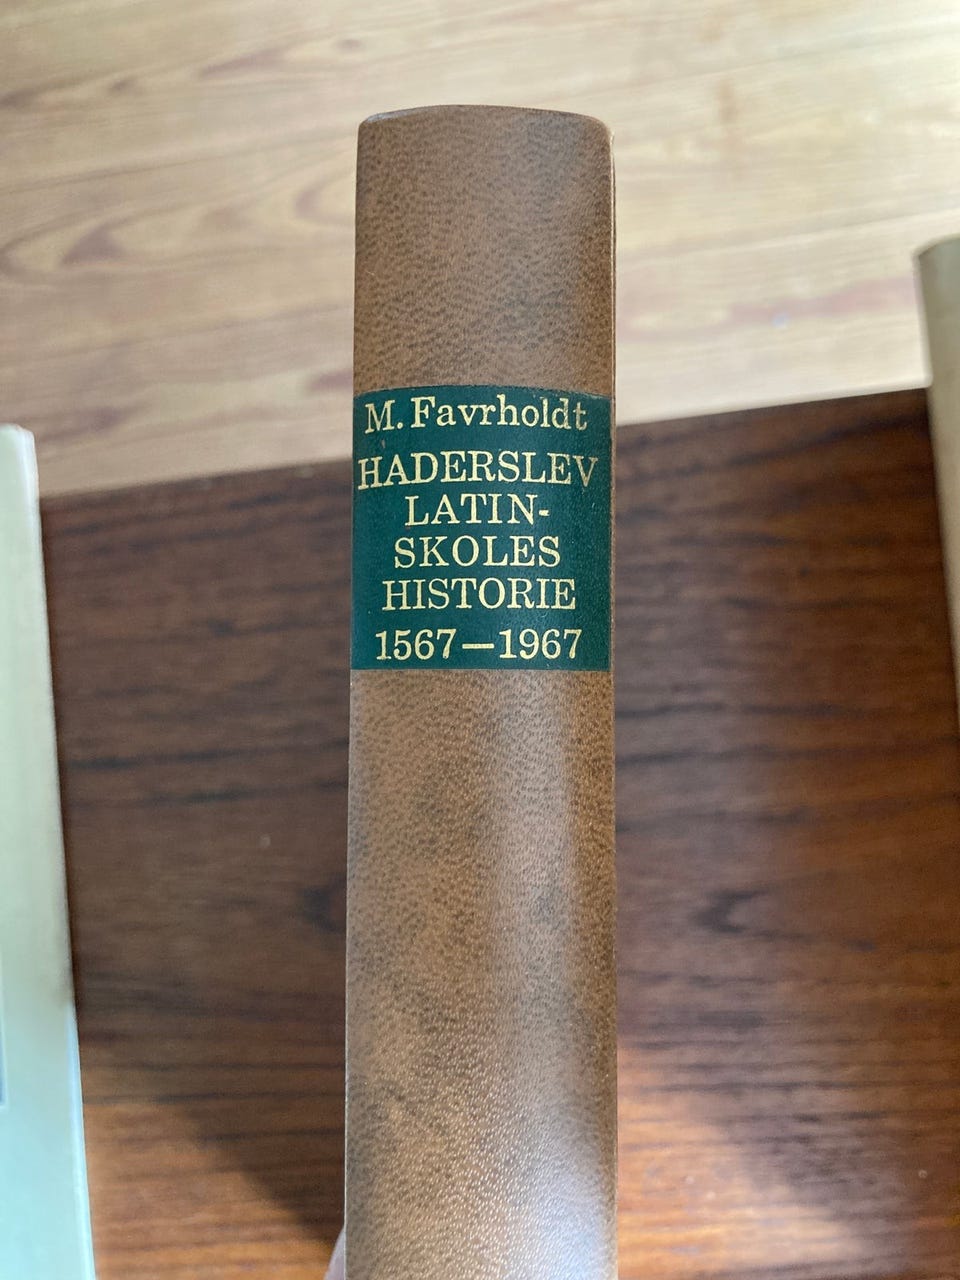 M. Favrholdt
HADERSLEV
LATIN-
SKOLES
HISTORIE
1567—1967